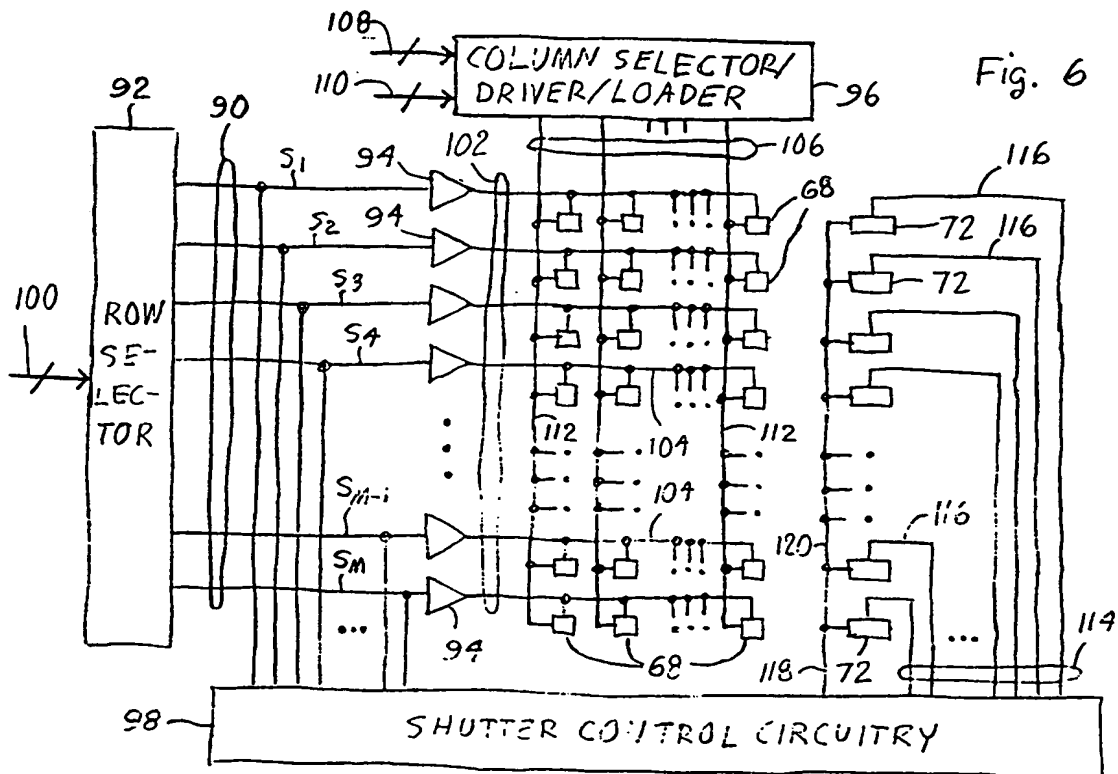 108
COLUMN SELECTOR/
DRIVER/LOADER
110
96
Fig. 6
92
90
94
102
106
116
S1
68
94
72
116
S2
72
100
S3
ROW
SE-
LEC-
TOR
S4
112
104
112
104
116
SM-i
120
SM
...
94
68
118
72
...
114
98
SHUTTER CONTROL CIRCUITRY